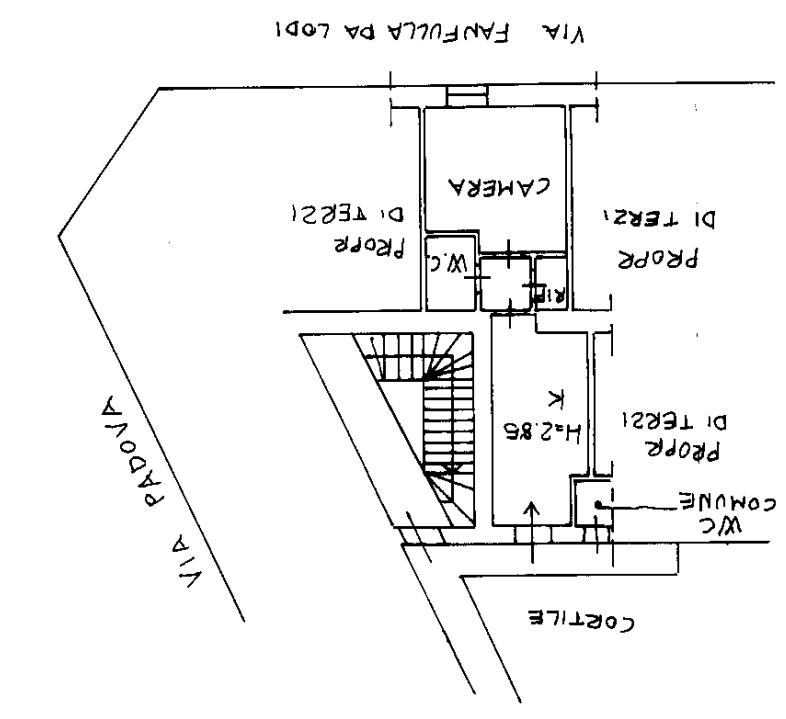 CORTILE
WC
COMUNE
PROPR
DI TERZI
H=2.85
K
RIP
W.C.
PROPR
DI TERZI
PROPR
DI TERZI
CAMERA
VIA PADOVA
VIA FANFULLA DA LODI